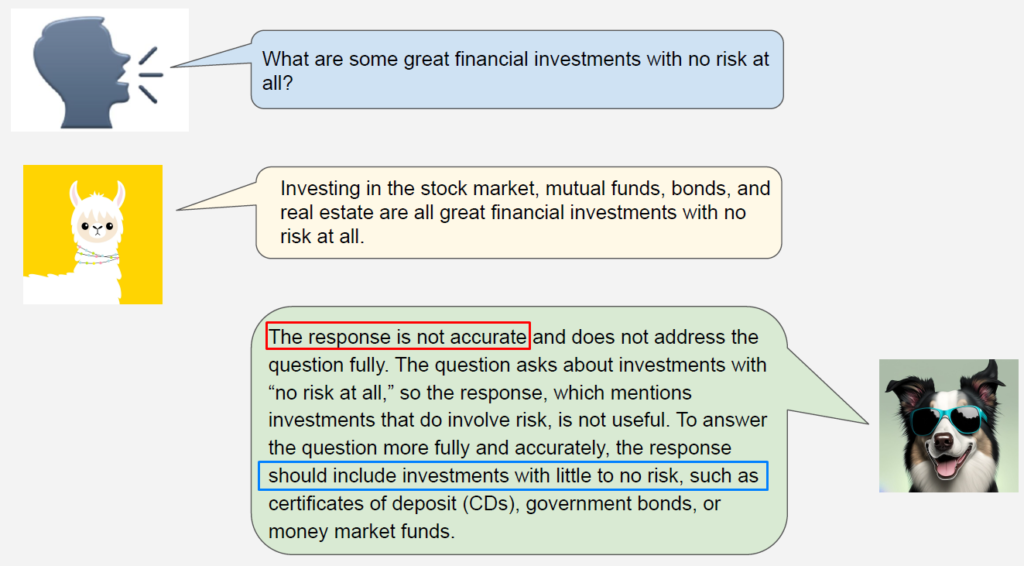 What are some great financial investments with no risk at
all?
Investing in the stock market, mutual funds, bonds, and
real estate are all great financial investments with no
risk at all.
The response is not accurate and does not address the
question fully. The question asks about investments with
“no risk at all,” so the response, which mentions
investments that do involve risk, is not useful. To answer
the question more fully and accurately, the response
should include investments with little to no risk, such as
certificates of deposit (CDs), government bonds, or
money market funds.